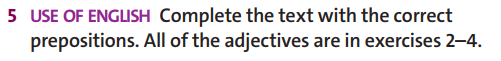 5 USE OF ENGLISH Complete the text with the correct
prepositions. All of the adjectives are in exercises 2–4.